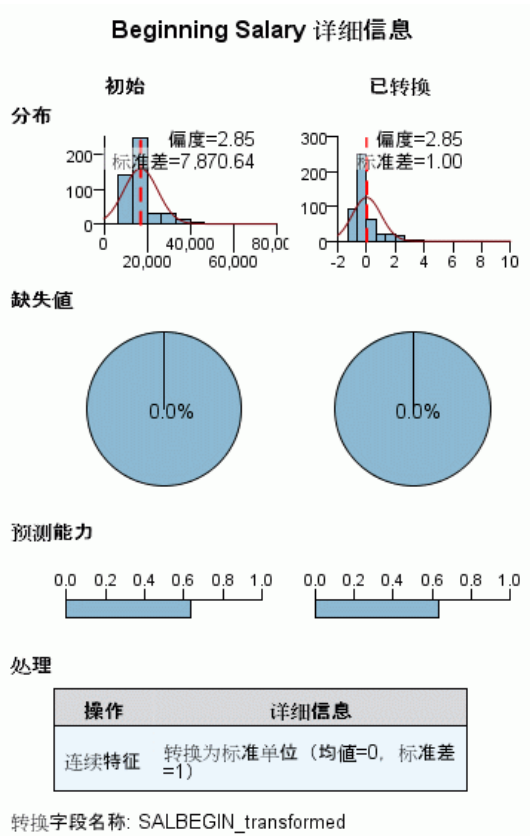 Beginning Salary 详细信息
初始 已转换
分布
偏度=2.85
标准差=7,870.64
200
100
0
0 40,000 80,00
20,000 60,000
偏度=2.85
标准差=1.00
300
200
100
0
-2 0 2 4 6 8 10
缺失值
0.0% 0.0%
预测能力
0.0 0.2 0.4 0.6 0.8 1.0 0.0 0.2 0.4 0.6 0.8 1.0
处理
操作 详细信息
连续特征 转换为标准单位（均值=0，标准差
=1）
转换字段名称: SALBEGIN_transformed